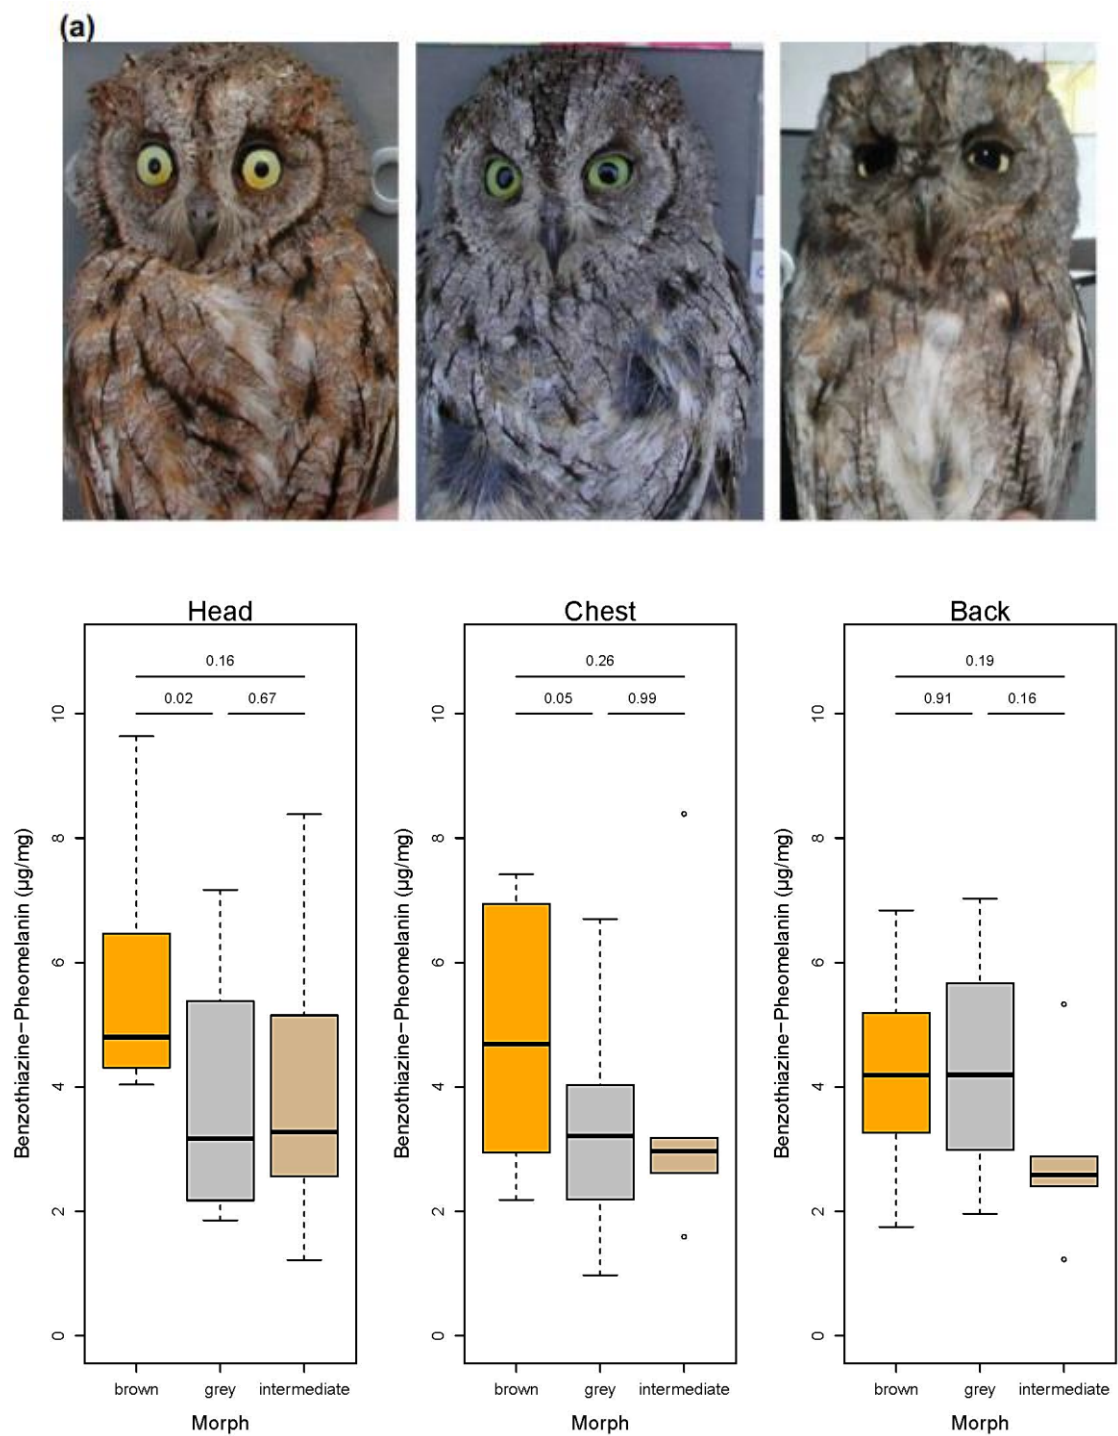 (a)
Head
Chest
Back
0.16
0.02 0.67
0.26
0.05 0.99
0.19
0.91 0.16
Benzothiazine−Pheomelanin (µg/mg)
0 2 4 6 8 10
brown grey intermediate
Morph
Benzothiazine−Pheomelanin (µg/mg)
0 2 4 6 8 10
brown grey intermediate
Morph
Benzothiazine−Pheomelanin (µg/mg)
0 2 4 6 8 10
brown grey intermediate
Morph